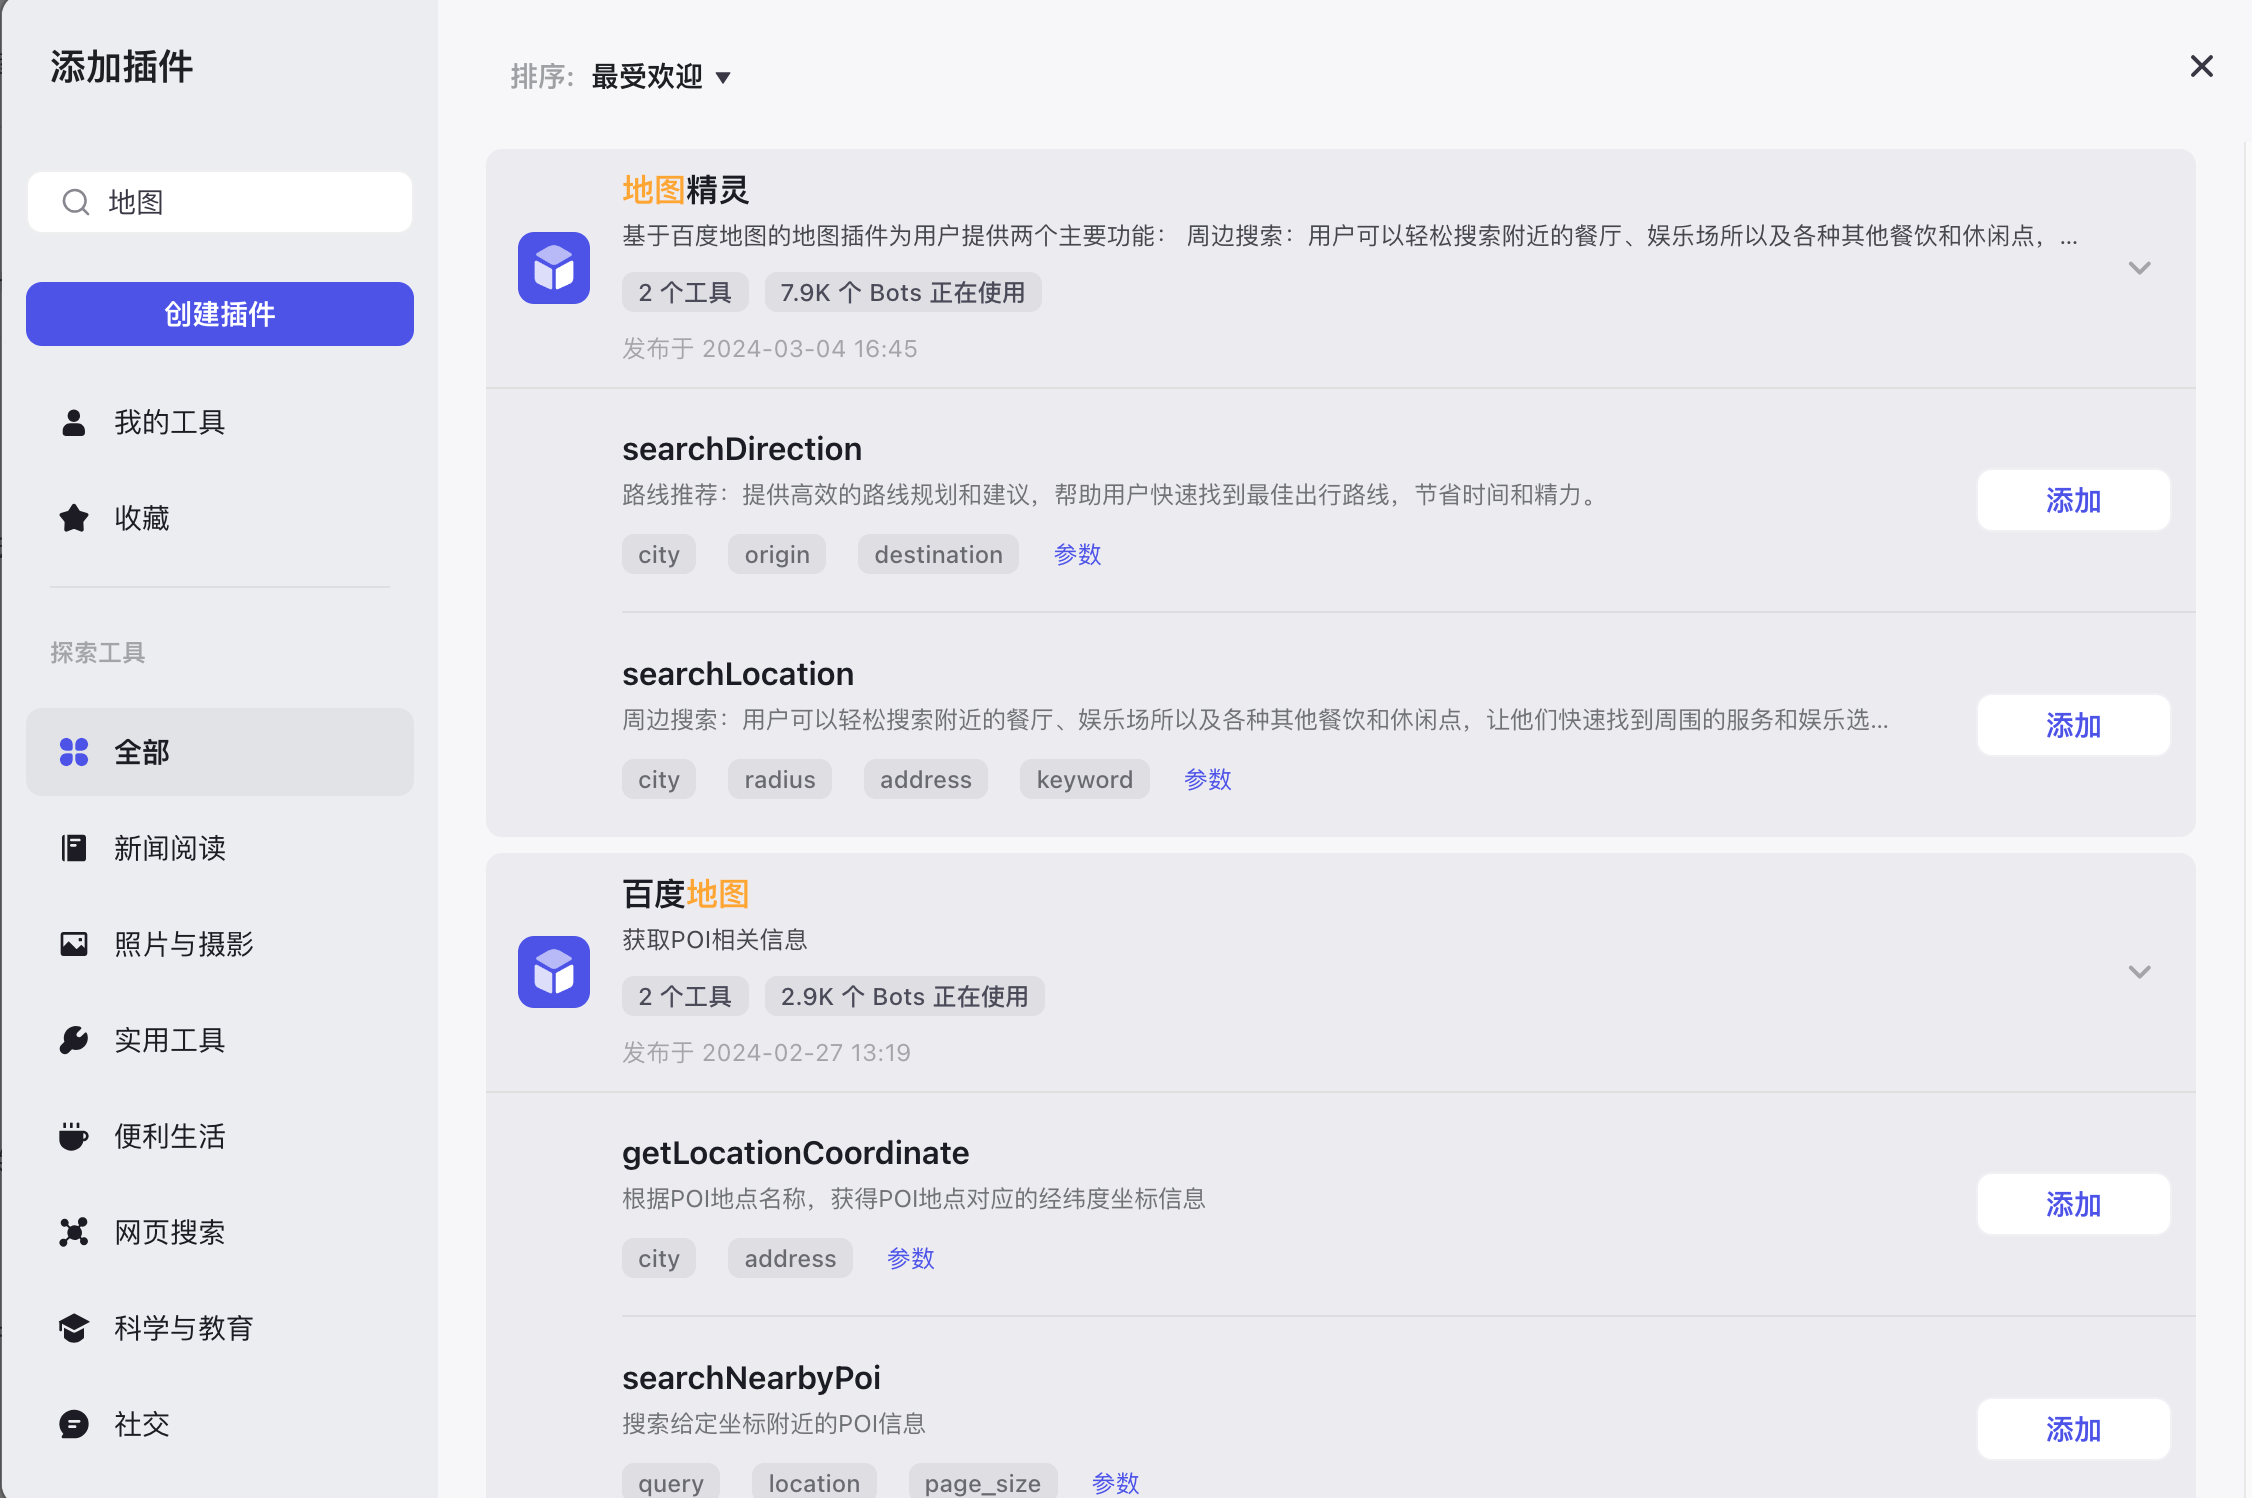 添加插件
地图
创建插件
我的工具
收藏
探索工具
全部
新闻阅读
照片与摄影
实用工具
便利生活
网页搜索
科学与教育
社交
排序: 最受欢迎
地图精灵
基于百度地图的地图插件为用户提供两个主要功能： 周边搜索：用户可以轻松搜索附近的餐厅、娱乐场所以及各种其他餐饮和休闲点，...
2 个工具 7.9K 个 Bots 正在使用
发布于 2024-03-04 16:45
searchDirection
路线推荐：提供高效的路线规划和建议，帮助用户快速找到最佳出行路线，节省时间和精力。
添加
city origin destination 参数
searchLocation
周边搜索：用户可以轻松搜索附近的餐厅、娱乐场所以及各种其他餐饮和休闲点，让他们快速找到周围的服务和娱乐选...
添加
city radius address keyword 参数
百度地图
获取POI相关信息
2 个工具 2.9K 个 Bots 正在使用
发布于 2024-02-27 13:19
getLocationCoordinate
根据POI地点名称，获得POI地点对应的经纬度坐标信息
添加
city address 参数
searchNearbyPoi
搜索给定坐标附近的POI信息
添加
query location page_size 参数